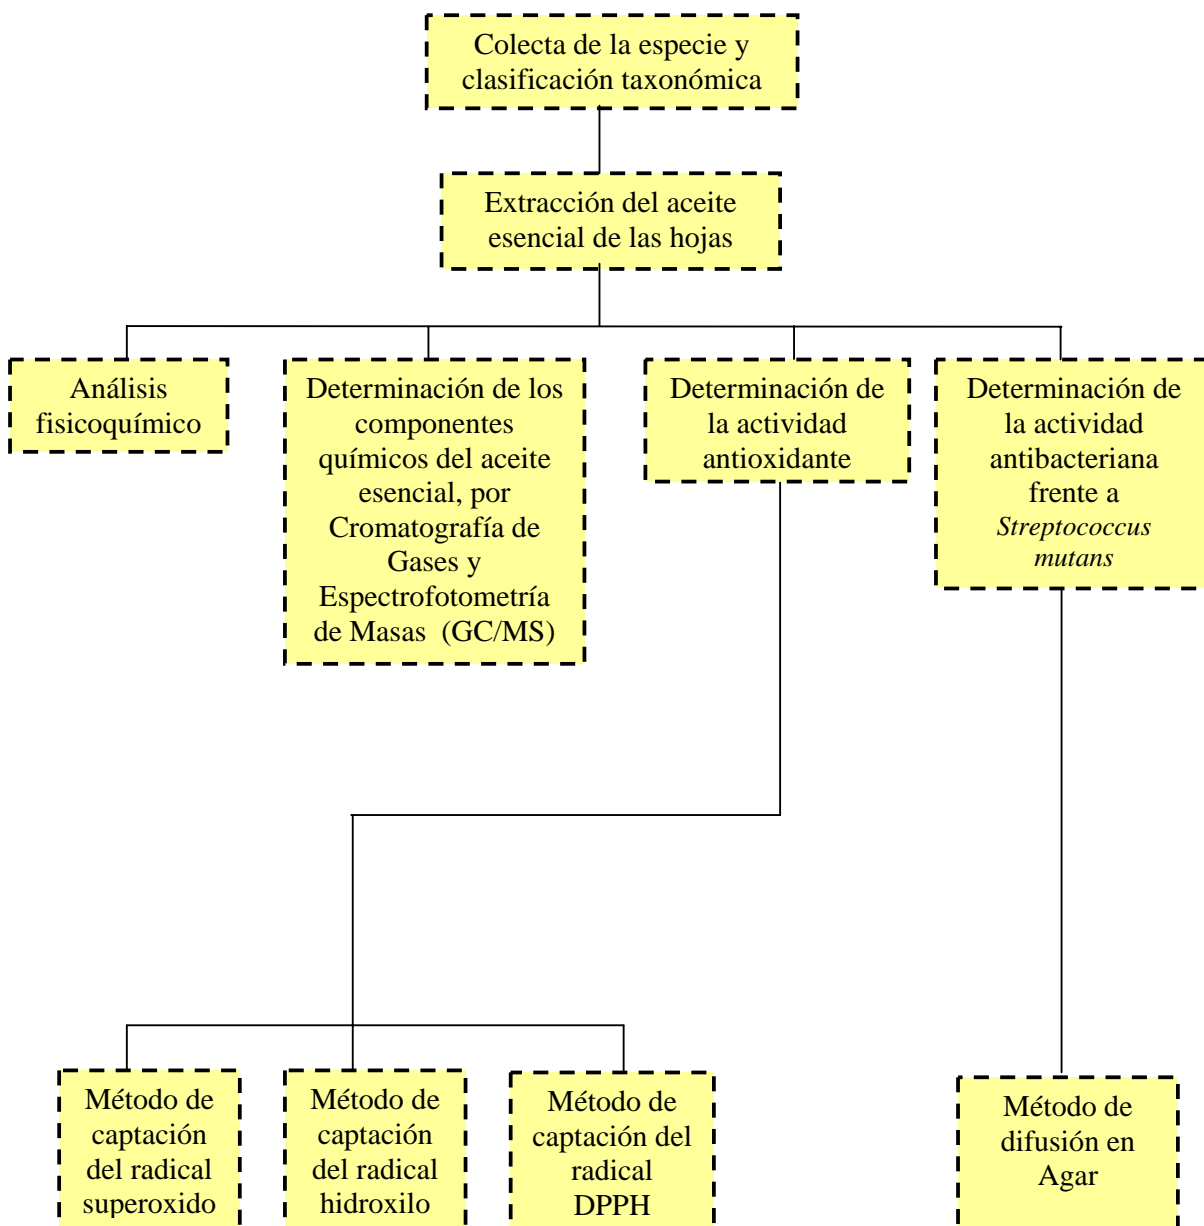 Colecta de la especie y
clasificación taxonómica
Extracción del aceite
esencial de las hojas
Análisis
fisicoquímico
Determinación de los
componentes
químicos del aceite
esencial, por
Cromatografía de
Gases y
Espectrofotometría
de Masas  (GC/MS)
Determinación de
la actividad
antioxidante
Determinación de
la actividad
antibacteriana
frente a
Streptococcus
mutans
Método de
captación
del radical
superoxido
Método de
captación
del radical
hidroxilo
Método de
captación del
radical
DPPH
Método de
difusión en
Agar